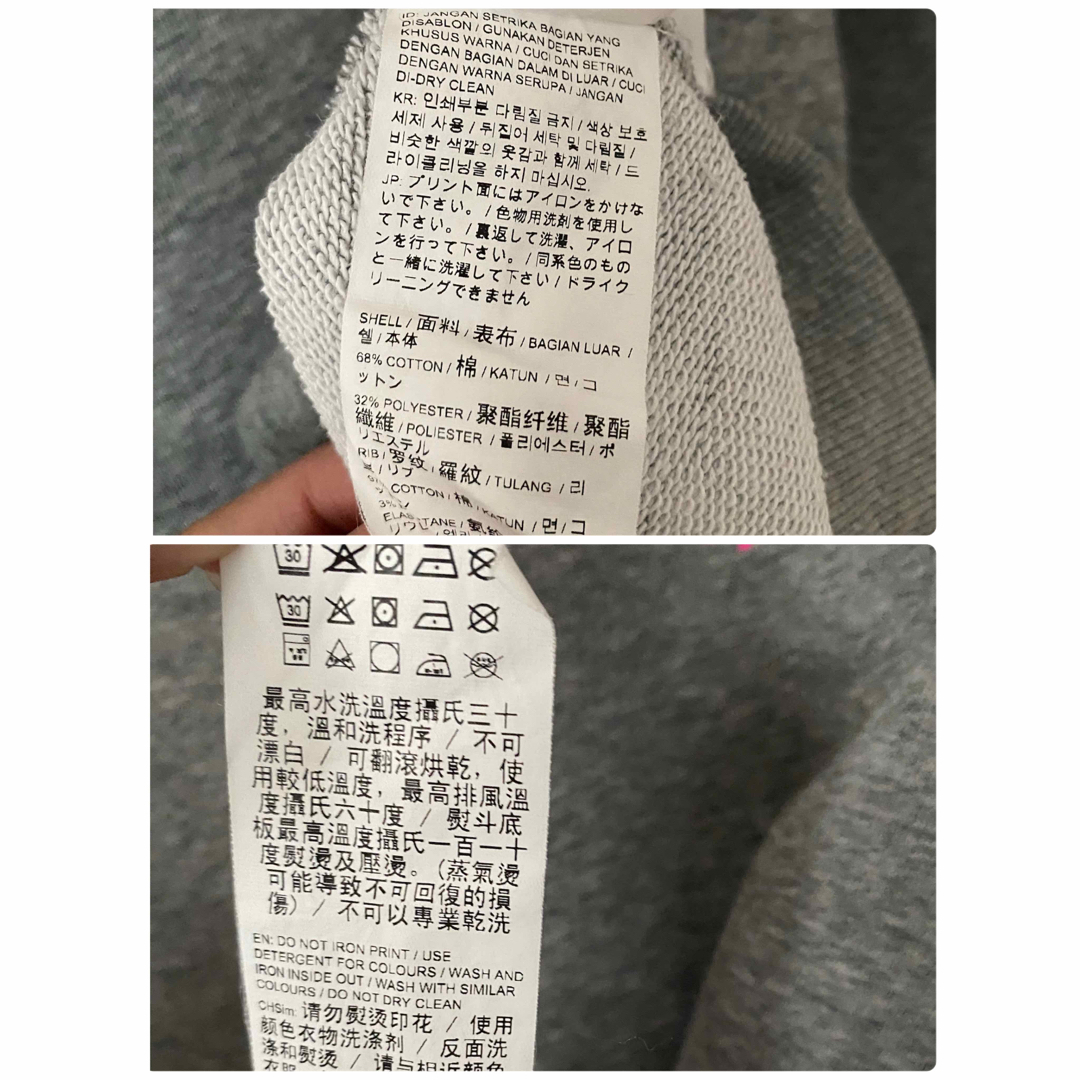 ID: JANGAN SETRIKA BAGIAN YANG
DISABLON / GUNAKAN DETERJEN
KHUSUS WARNA / CUCI DAN SETRIKA
DENGAN BAGIAN DALAM DI LUAR / CUCI
DENGAN WARNA SERUPA / JANGAN
DI-DRY CLEAN
KR: 인쇄부분 다림질 금지 / 색상 보호
세제 사용 / 뒤집어 세탁 및 다림질 /
비슷한 색깔의 옷감과 함께 세탁 / 드
라이클리닝을 하지 마십시오.
JP: プリント面にはアイロンをかけな
いで下さい。/ 色物用洗剤を使用し
て下さい。/ 裏返して洗濯、アイロ
ンを行って下さい。/ 同系色のもの
と一緒に洗濯して下さい / ドライク
リーニングできません
SHELL / 面料 / 表布 / BAGIAN LUAR /
쉘 / 本体
68% COTTON / 棉 / KATUN / 면 / コ
ットン
32% POLYESTER / 聚酯纤维 / 聚酯
纖維 / POLIESTER / 폴리에스터 / ポ
リエステル
RIB / 罗纹 / 羅紋 / TULANG / 리
/ リブ
COTTON / 棉 / KATUN / 면 / コ
3%
30
30
最高水洗溫度攝氏三十
度，溫和洗程序 / 不可
漂白 / 可翻滾烘乾，使
用較低溫度，最高排風溫
度攝氏六十度 / 熨斗底
板最高溫度攝氏一百一十
度熨燙及壓燙。(蒸氣燙
可能導致不可回復的損
傷) / 不可以專業乾洗
EN: DO NOT IRON PRINT / USE
DETERGENT FOR COLOURS / WASH AND
IRON INSIDE OUT / WASH WITH SIMILAR
COLOURS / DO NOT DRY CLEAN
CHSim: 请勿熨烫印花 / 使用
颜色衣物洗涤剂 / 反面洗
涤和熨烫 / 请与相近颜色